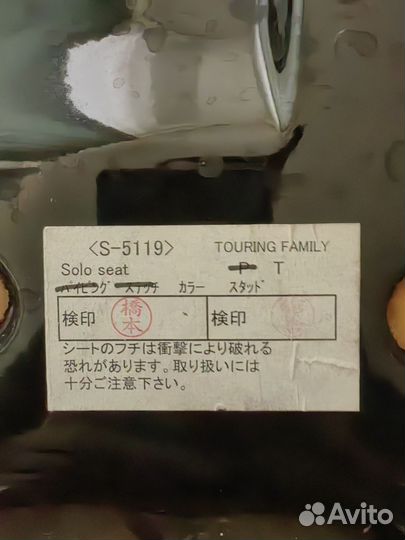 <S-5119> TOURING FAMILY
Solo seat P T
パイピング ステッチ カラー スタッド
検印 橋本 検印
シートのフチは衝撃により破れる
恐れがあります。取り扱いには
十分ご注意下さい。
Avito